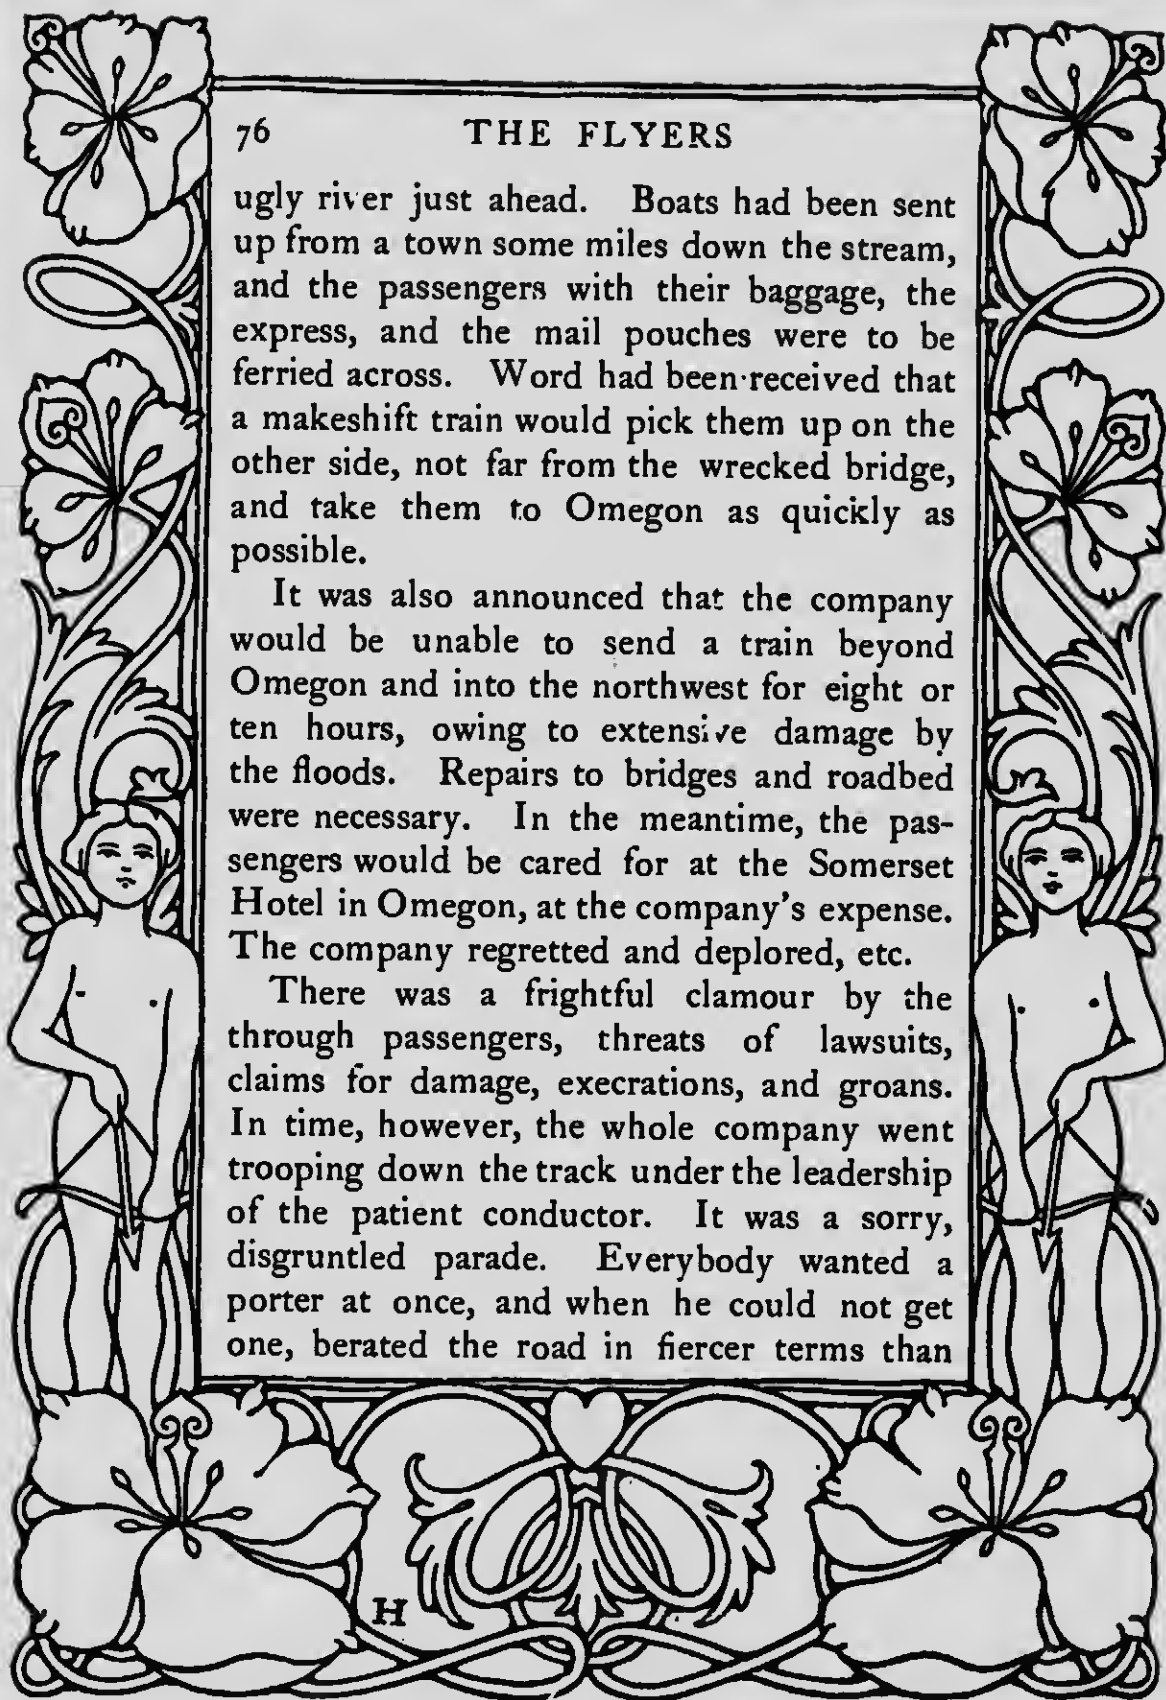 76 THE FLYERS
ugly river just ahead. Boats had been sent
up from a town some miles down the stream,
and the passengers with their baggage, the
express, and the mail pouches were to be
ferried across. Word had been received that
a makeshift train would pick them up on the
other side, not far from the wrecked bridge,
and take them to Omegon as quickly as
possible.
It was also announced that the company
would be unable to send a train beyond
Omegon and into the northwest for eight or
ten hours, owing to extensive damage by
the floods. Repairs to bridges and roadbed
were necessary. In the meantime, the pas-
sengers would be cared for at the Somerset
Hotel in Omegon, at the company's expense.
The company regretted and deplored, etc.
There was a frightful clamour by the
through passengers, threats of lawsuits,
claims for damage, execrations, and groans.
In time, however, the whole company went
trooping down the track under the leadership
of the patient conductor. It was a sorry,
disgruntled parade. Everybody wanted a
porter at once, and when he could not get
one, berated the road in fiercer terms than
H